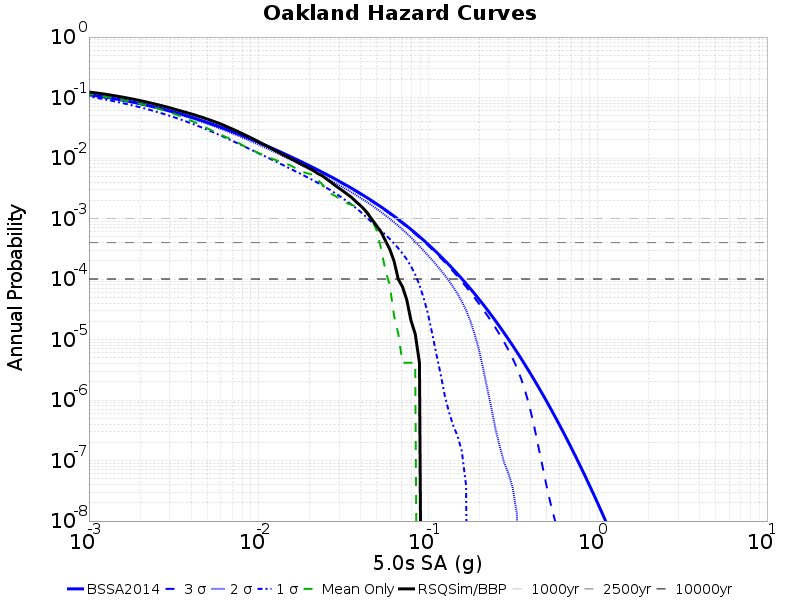 Oakland Hazard Curves
10^0
10^-1
10^-2
10^-3
10^-4
10^-5
10^-6
10^-7
10^-8
Annual Probability
10^-3 10^-2 10^-1 10^0 10^1
5.0s SA (g)
BSSA2014 3 σ 2 σ 1 σ Mean Only RSQSim/BBP 1000yr 2500yr 10000yr